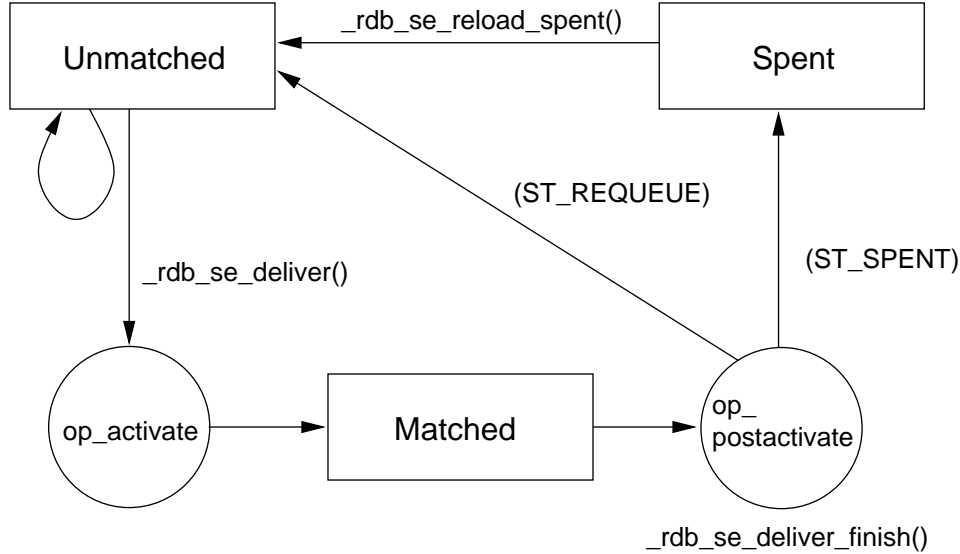 _rdb_se_reload_spent()
Unmatched
Spent
(ST_REQUEUE)
(ST_SPENT)
_rdb_se_deliver()
op_activate
Matched
op_
postactivate
_rdb_se_deliver_finish()